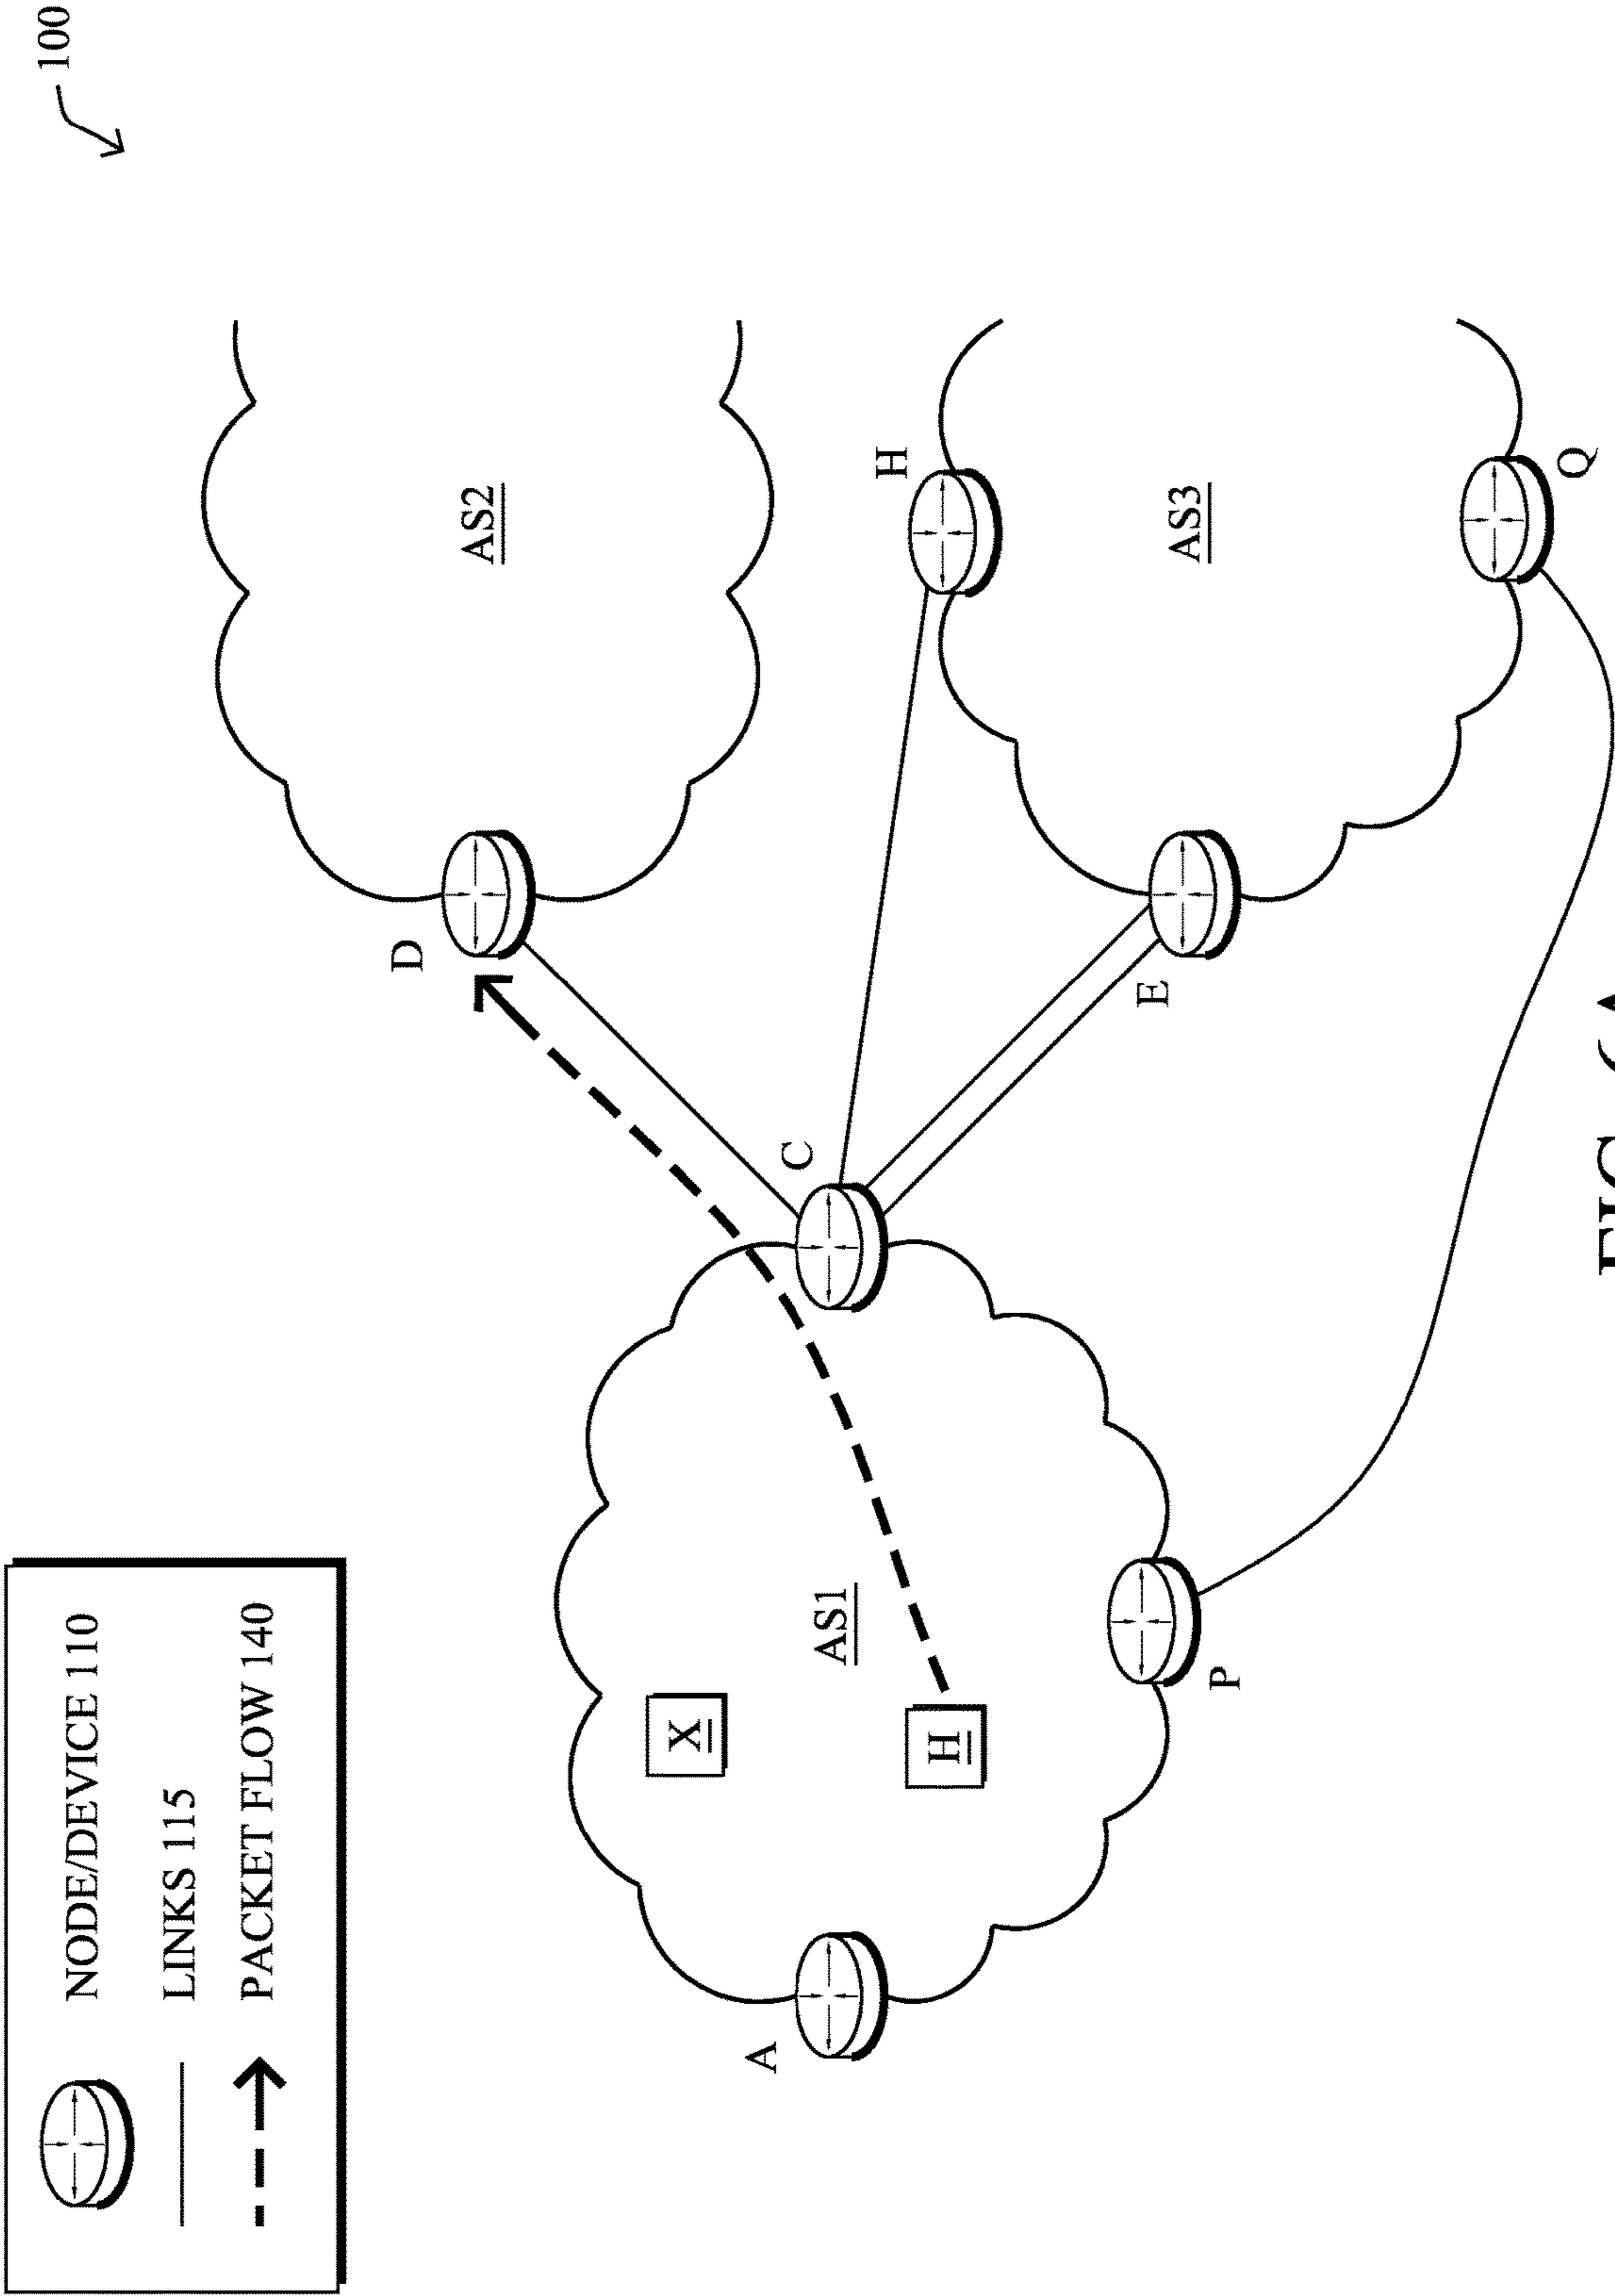 100
NODE/DEVICE 110
LINKS 115
PACKET FLOW 140
AS2
D
H
AS3
C
E
Q
X
AS1
H
A
P